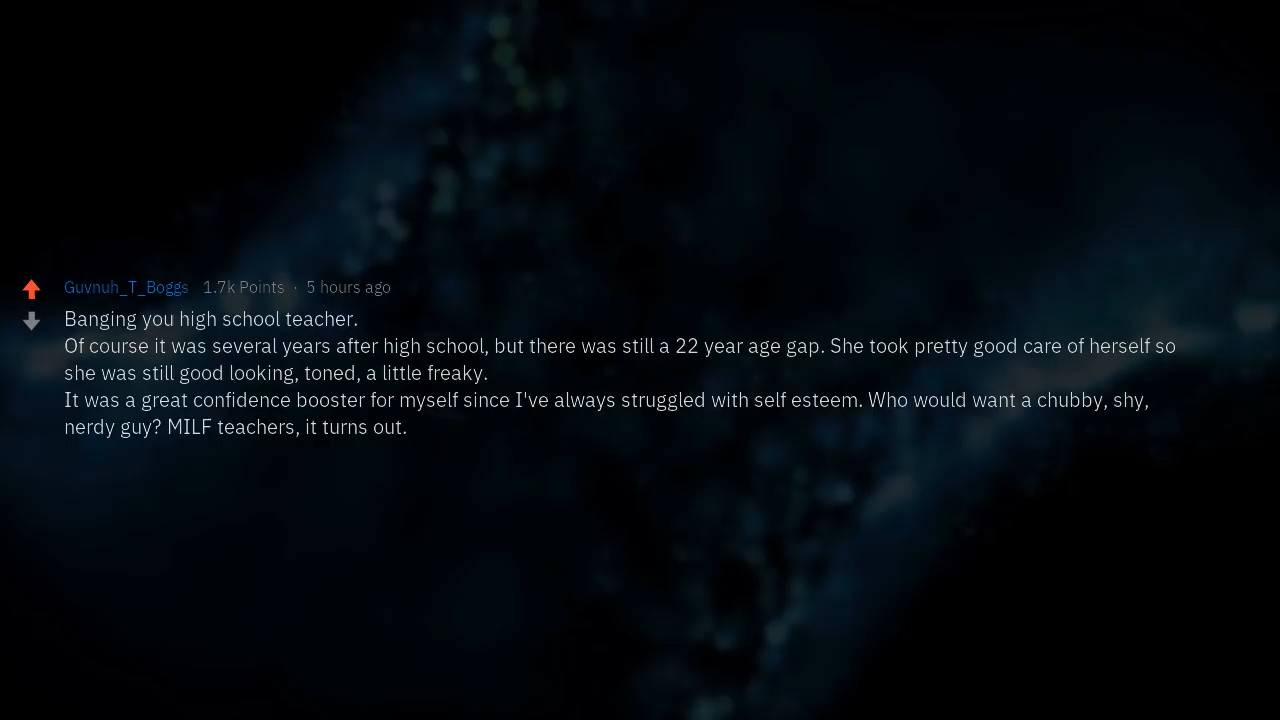 Guvnuh_T_Boggs 1.7k Points · 5 hours ago
Banging you high school teacher.
Of course it was several years after high school, but there was still a 22 year age gap. She took pretty good care of herself so
she was still good looking, toned, a little freaky.
It was a great confidence booster for myself since I've always struggled with self esteem. Who would want a chubby, shy,
nerdy guy? MILF teachers, it turns out.